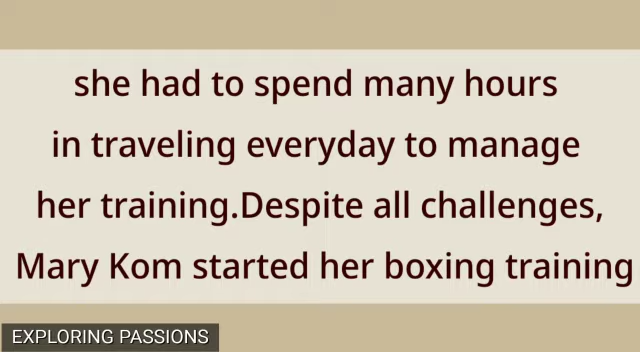 she had to spend many hours
in traveling everyday to manage
her training.Despite all challenges,
Mary Kom started her boxing training
EXPLORING PASSIONS